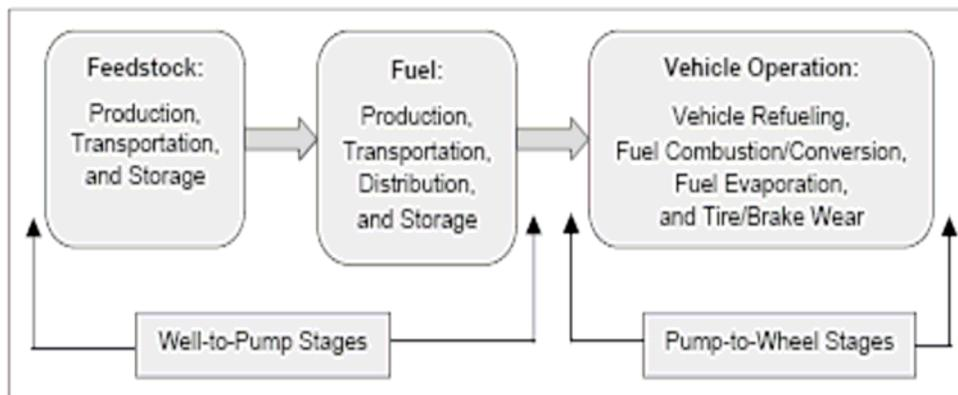 Feedstock:
Production,
Transportation,
and Storage
Fuel:
Production,
Transportation,
Distribution,
and Storage
Vehicle Operation:
Vehicle Refueling,
Fuel Combustion/Conversion,
Fuel Evaporation,
and Tire/Brake Wear
Well-to-Pump Stages
Pump-to-Wheel Stages